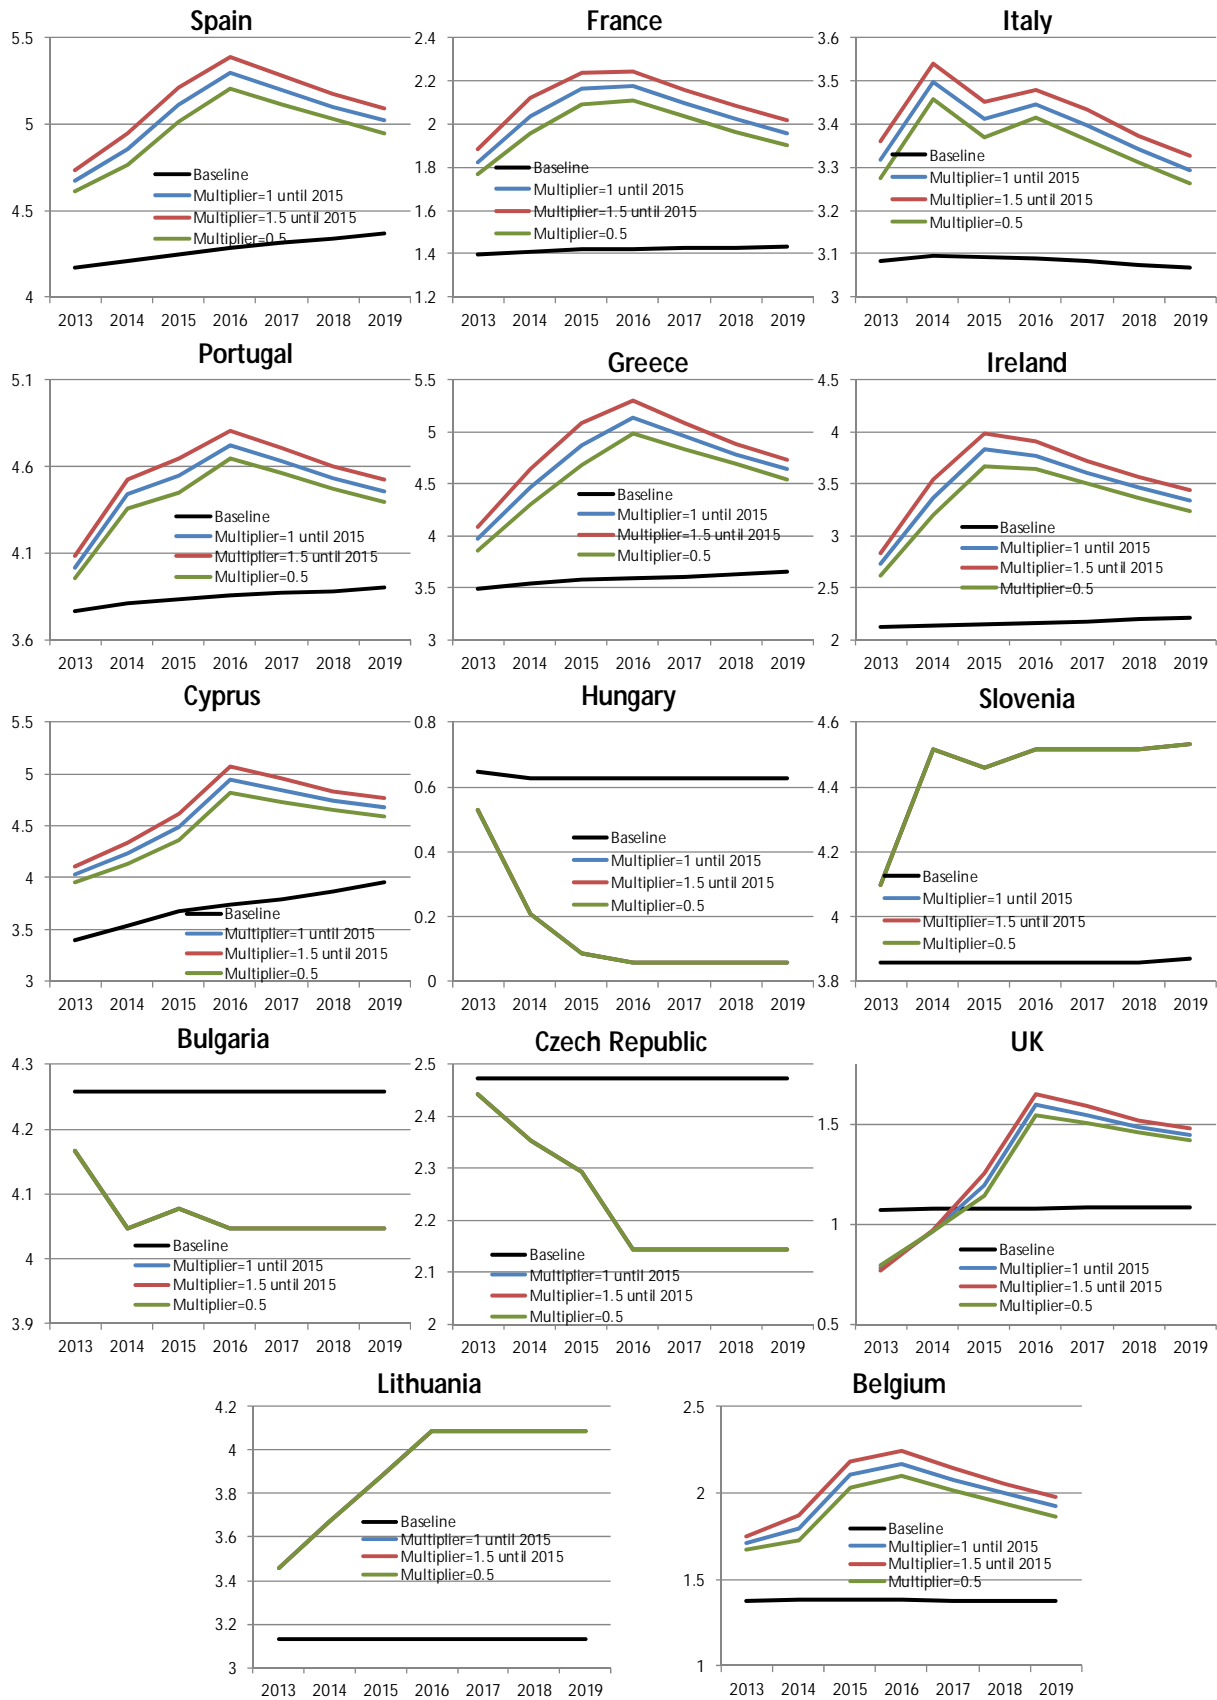 Spain
5.5
5
4.5
4
Baseline
Multiplier=1 until 2015
Multiplier=1.5 until 2015
Multiplier=0.5
2013 2014 2015 2016 2017 2018 2019
France
2.4
2.2
2
1.8
1.6
1.4
1.2
Baseline
Multiplier=1 until 2015
Multiplier=1.5 until 2015
Multiplier=0.5
2013 2014 2015 2016 2017 2018 2019
Italy
3.6
3.5
3.4
3.3
3.2
3.1
3
Baseline
Multiplier=1 until 2015
Multiplier=1.5 until 2015
Multiplier=0.5
2013 2014 2015 2016 2017 2018 2019
Portugal
5.1
4.6
4.1
3.6
Baseline
Multiplier=1 until 2015
Multiplier=1.5 until 2015
Multiplier=0.5
2013 2014 2015 2016 2017 2018 2019
Greece
5.5
5
4.5
4
3.5
3
Baseline
Multiplier=1 until 2015
Multiplier=1.5 until 2015
Multiplier=0.5
2013 2014 2015 2016 2017 2018 2019
Ireland
4.5
4
3.5
3
2.5
2
Baseline
Multiplier=1 until 2015
Multiplier=1.5 until 2015
Multiplier=0.5
2013 2014 2015 2016 2017 2018 2019
Cyprus
5.5
5
4.5
4
3.5
3
Baseline
Multiplier=1 until 2015
Multiplier=1.5 until 2015
Multiplier=0.5
2013 2014 2015 2016 2017 2018 2019
Hungary
0.8
0.6
0.4
0.2
0
Baseline
Multiplier=1 until 2015
Multiplier=1.5 until 2015
Multiplier=0.5
2013 2014 2015 2016 2017 2018 2019
Slovenia
4.6
4.4
4.2
4
3.8
Baseline
Multiplier=1 until 2015
Multiplier=1.5 until 2015
Multiplier=0.5
2013 2014 2015 2016 2017 2018 2019
Bulgaria
4.3
4.2
4.1
4
3.9
Baseline
Multiplier=1 until 2015
Multiplier=1.5 until 2015
Multiplier=0.5
2013 2014 2015 2016 2017 2018 2019
Czech Republic
2.5
2.4
2.3
2.2
2.1
2
Baseline
Multiplier=1 until 2015
Multiplier=1.5 until 2015
Multiplier=0.5
2013 2014 2015 2016 2017 2018 2019
UK
1.5
1
0.5
Baseline
Multiplier=1 until 2015
Multiplier=1.5 until 2015
Multiplier=0.5
2013 2014 2015 2016 2017 2018 2019
Lithuania
4.2
4
3.8
3.6
3.4
3.2
3
Baseline
Multiplier=1 until 2015
Multiplier=1.5 until 2015
Multiplier=0.5
2013 2014 2015 2016 2017 2018 2019
Belgium
2.5
2
1.5
1
Baseline
Multiplier=1 until 2015
Multiplier=1.5 until 2015
Multiplier=0.5
2013 2014 2015 2016 2017 2018 2019